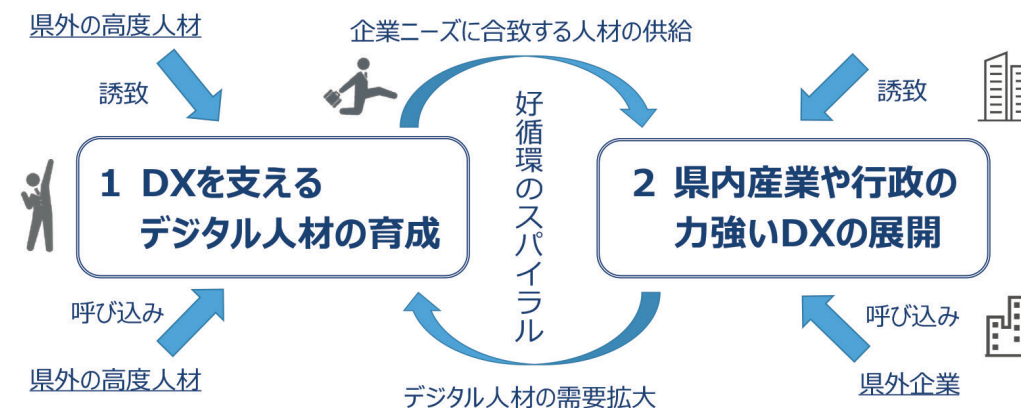 県外の高度人材
企業ニーズに合致する人材の供給
誘致
誘致
好循環のスパイラル
1 DXを支える
デジタル人材の育成
2 県内産業や行政の
力強いDXの展開
呼び込み
呼び込み
県外の高度人材
県外企業
デジタル人材の需要拡大